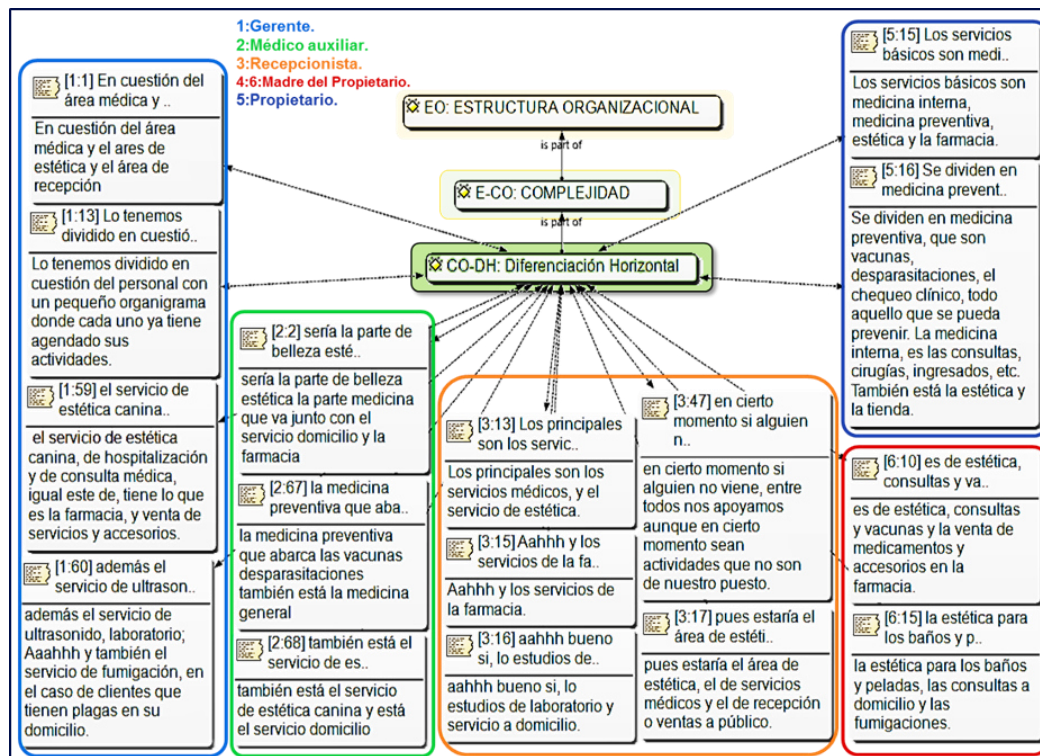 1:Gerente.
2:Médico auxiliar.
3:Recepcionista.
4:6:Madre del Propietario.
5:Propietario.
EO: ESTRUCTURA ORGANIZACIONAL
is part of
E-CO: COMPLEJIDAD
is part of
CO-DH: Diferenciación Horizontal
[1:1] En cuestión del
área médica y ..
En cuestión del área
médica y el ares de
estética y el área de
recepción
[1:13] Lo tenemos
dividido en cuestió..
Lo tenemos dividido en
cuestión del personal con
un pequeño organigrama
donde cada uno ya tiene
agendado sus
actividades.
[1:59] el servicio de
estética canina..
el servicio de estética
canina, de hospitalización
y de consulta médica,
igual este de, tiene lo que
es la farmacia, y venta de
servicios y accesorios.
[1:60] además el
servicio de ultrason..
además el servicio de
ultrasonido, laboratorio;
Aaahhh y también el
servicio de fumigación, en
el caso de clientes que
tienen plagas en su
domicilio.
[2:2] sería la parte de
belleza esté..
sería la parte de belleza
estética la parte medicina
que va junto con el
servicio domicilio y la
farmacia
[2:67] la medicina
preventiva que aba..
la medicina preventiva
que abarca las vacunas
desparasitaciones
también está la medicina
general
[2:68] también está el
servicio de es..
también está el servicio
de estética canina y está
el servicio domicilio
[3:13] Los principales
son los servic..
Los principales son los
servicios médicos, y el
servicio de estética.
[3:15] Aahhh y los
servicios de la fa..
Aahhh y los servicios
de la farmacia.
[3:16] aahhh bueno
si, lo estudios de..
aahhh bueno si, lo
estudios de laboratorio y
servicio a domicilio.
[3:47] en cierto
momento si alguien
n..
en cierto momento si
alguien no viene, entre
todos nos apoyamos
aunque en cierto
momento sean
actividades que no son
de nuestro puesto.
[3:17] pues estaría el
área de estéti..
pues estaría el área de
estética, el de servicios
médicos y el de recepción
o ventas a público.
[5:15] Los servicios
básicos son medi..
Los servicios básicos son
medicina interna,
medicina preventiva,
estética y la farmacia.
[5:16] Se dividen en
medicina prevent..
Se dividen en medicina
preventiva, que son
vacunas,
desparasitaciones, el
chequeo clínico, todo
aquello que se pueda
prevenir. La medicina
interna, es las consultas,
cirugías, ingresados, etc.
También está la estética y
la tienda.
[6:10] es de estética,
consultas y va..
es de estética, consultas
y vacunas y la venta de
medicamentos y
accesorios en la
farmacia.
[6:15] la estética para
los baños y p..
la estética para los baños
y peladas, las consultas a
domicilio y las
fumigaciones.